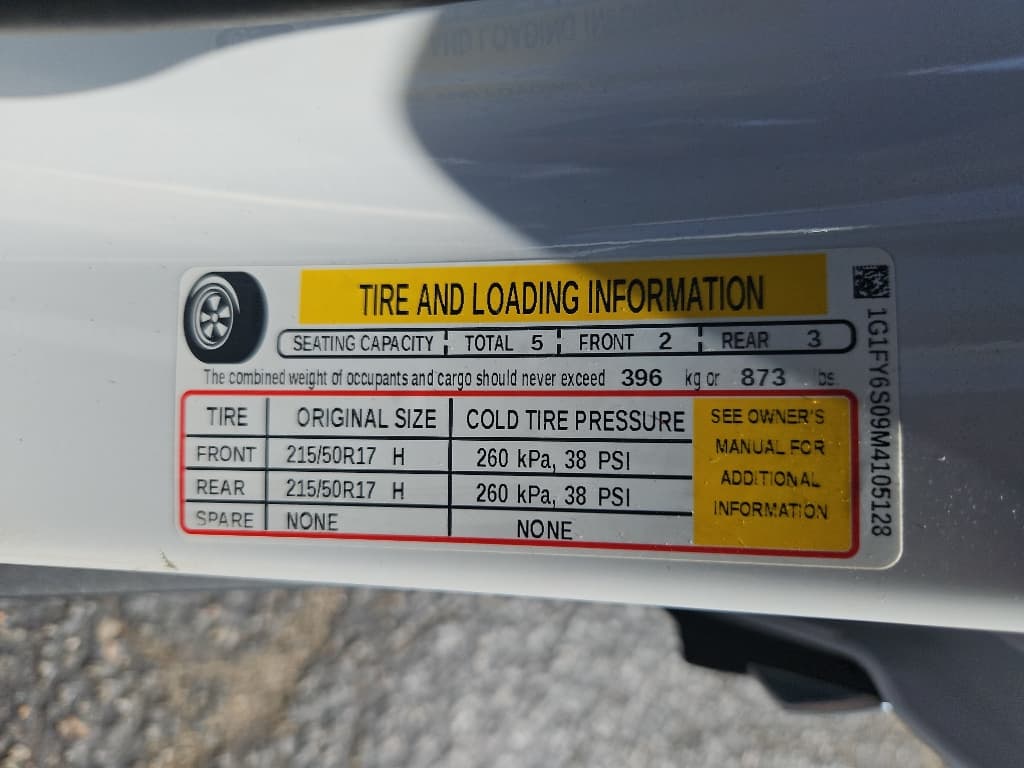 TIRE AND LOADING INFORMATION
SEATING CAPACITY TOTAL 5 FRONT 2 REAR 3
The combined weight of occupants and cargo should never exceed 396 kg or 873 lbs.
TIRE ORIGINAL SIZE COLD TIRE PRESSURE
FRONT 215/50R17 H 260 kPa, 38 PSI
REAR 215/50R17 H 260 kPa, 38 PSI
SPARE NONE NONE
SEE OWNER'S
MANUAL FOR
ADDITIONAL
INFORMATION
1G1FY6S09M4105128